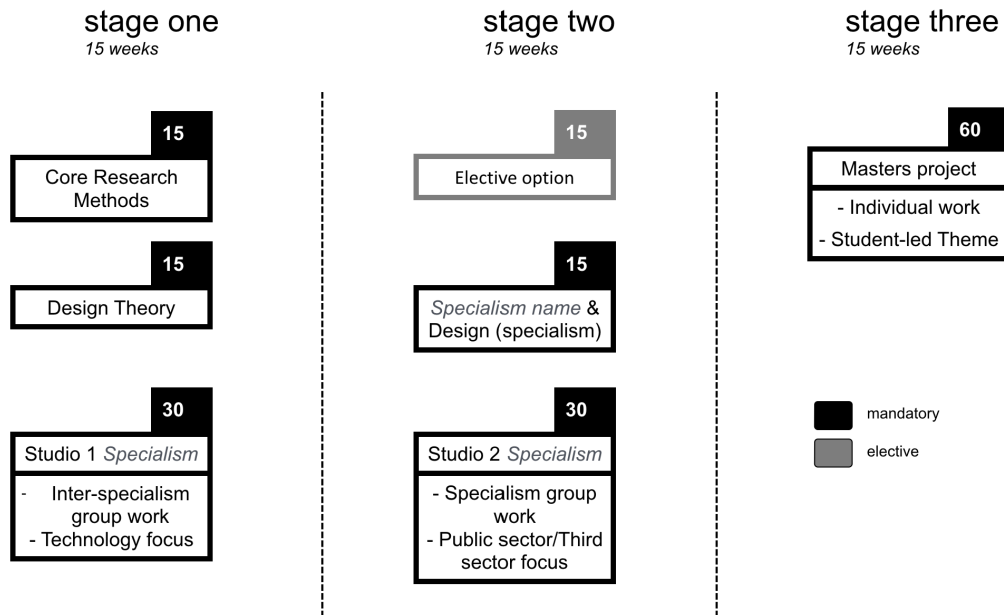 stage one
15 weeks
15
Core Research
Methods
15
Design Theory
30
Studio 1 Specialism
- Inter-specialism
group work
- Technology focus
stage two
15 weeks
15
Elective option
15
Specialism name &
Design (specialism)
30
Studio 2 Specialism
- Specialism group
work
- Public sector/Third
sector focus
stage three
15 weeks
60
Masters project
- Individual work
- Student-led Theme
mandatory
elective